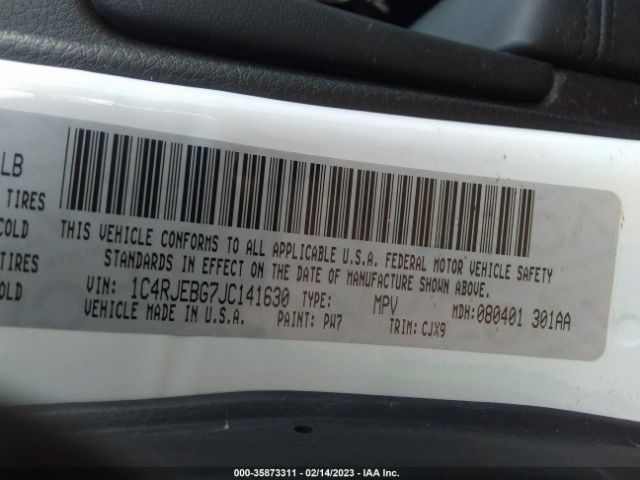 LB
TIRES
COLD
TIRES
OLD
THIS VEHICLE CONFORMS TO ALL APPLICABLE U.S.A. FEDERAL MOTOR VEHICLE SAFETY
STANDARDS IN EFFECT ON THE DATE OF MANUFACTURE SHOWN ABOVE.
VIN: 1C4RJEBG7JC141630 TYPE: MPV MDH: 080401 301AA
VEHICLE MADE IN U.S.A. PAINT: PW7 TRIM: CJX9
000-35873311 - 02/14/2023 - IAA Inc.